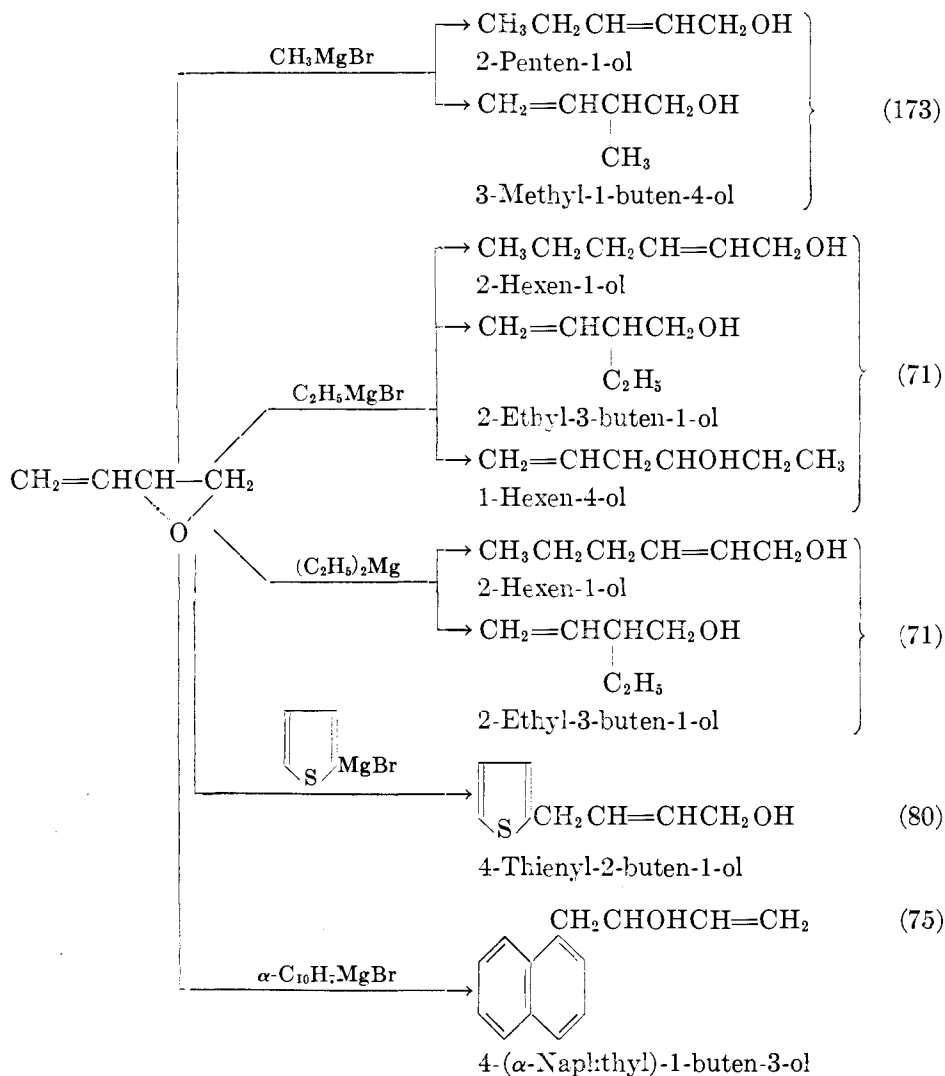 CH₃MgBr
CH₃CH₂CH=CHCH₂OH
2-Penten-1-ol
CH₂=CHCHCH₂OH
CH₃
3-Methyl-1-buten-4-ol
(173)
CH₃CH₂CH₂CH=CHCH₂OH
2-Hexen-1-ol
CH₂=CHCHCH₂OH
C₂H₅
2-Ethyl-3-buten-1-ol
CH₂=CHCH₂CHOHCH₂CH₃
1-Hexen-4-ol
(71)
C₂H₅MgBr
CH₂=CHCH—CH₂
O
(C₂H₅)₂Mg
CH₃CH₂CH₂CH=CHCH₂OH
2-Hexen-1-ol
CH₂=CHCHCH₂OH
C₂H₅
2-Ethyl-3-buten-1-ol
(71)
S MgBr
S CH₂CH=CHCH₂OH (80)
4-Thienyl-2-buten-1-ol
CH₂CHOHCH=CH₂ (75)
α-C₁₀H₇MgBr
4-(α-Naphthyl)-1-buten-3-ol